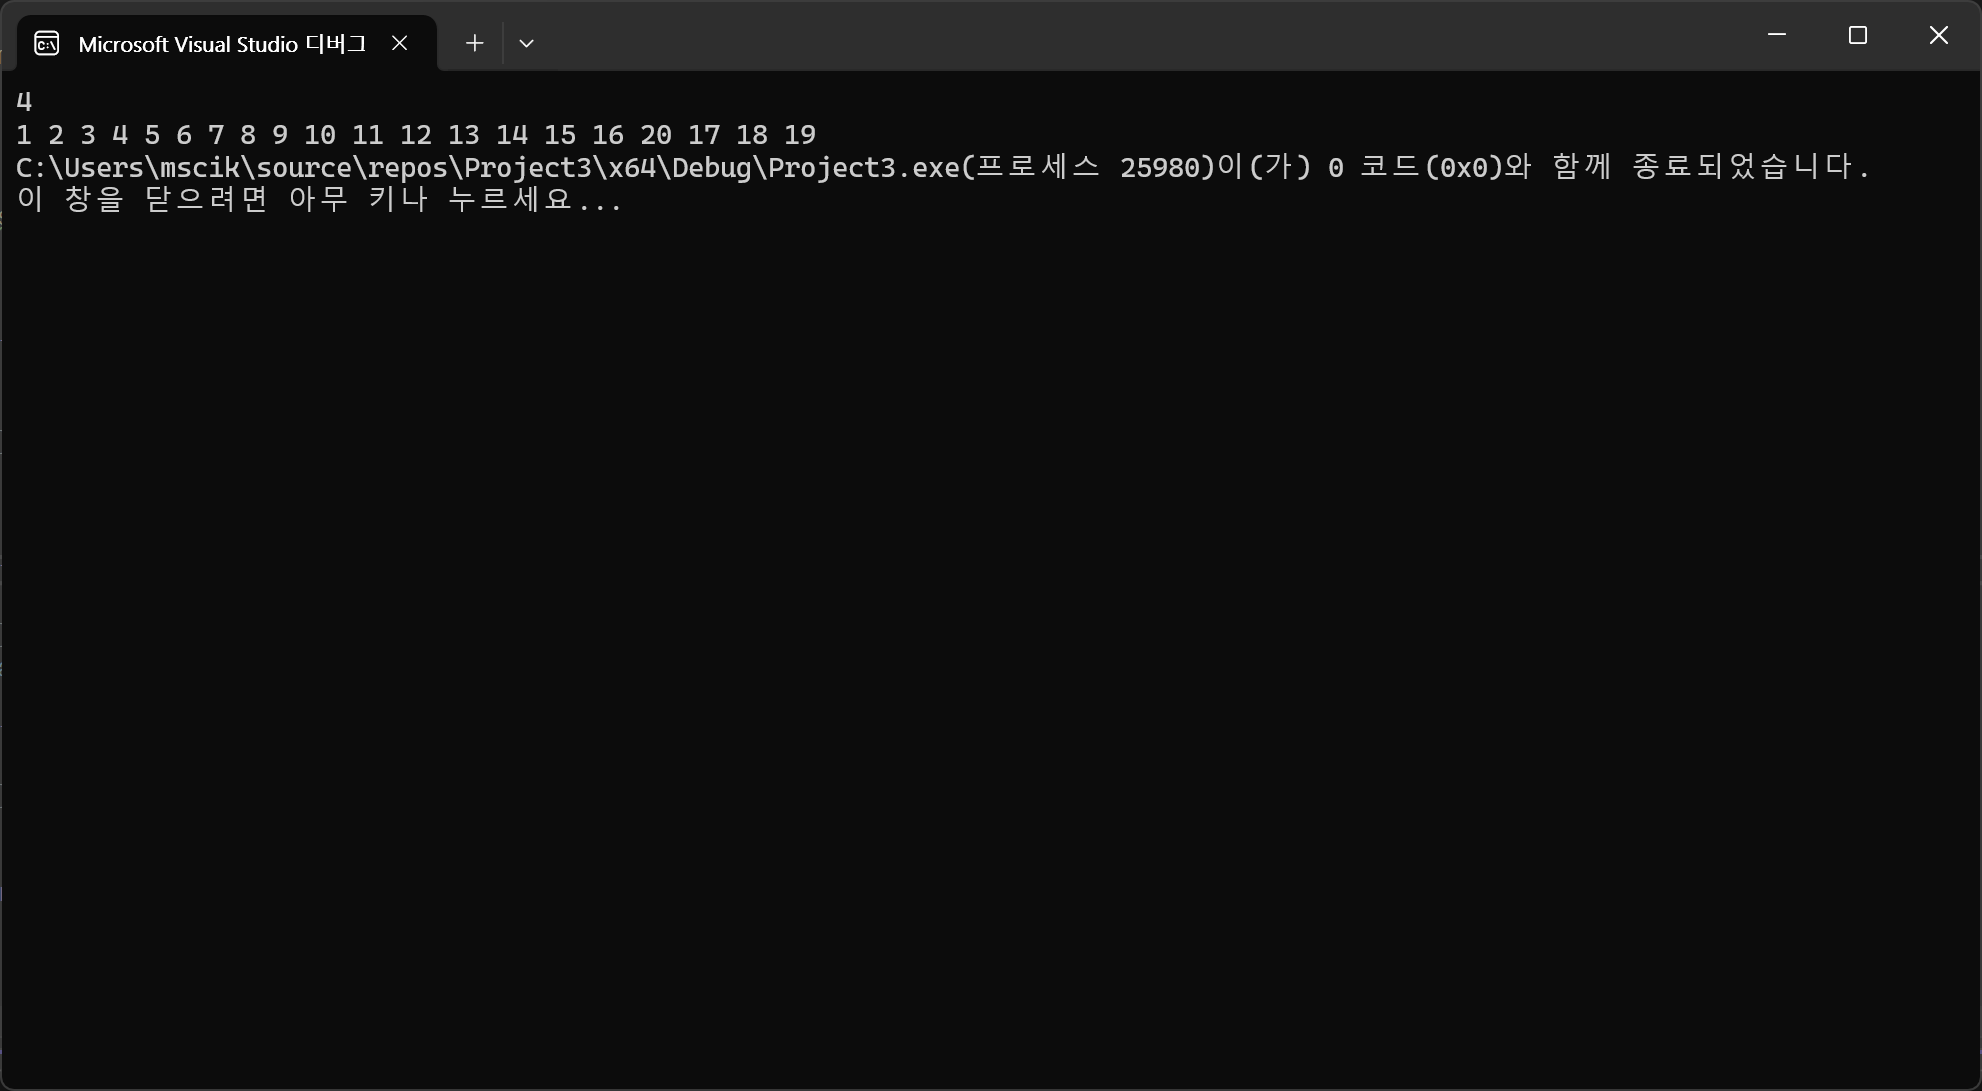 Microsoft Visual Studio 디버그
4
1 2 3 4 5 6 7 8 9 10 11 12 13 14 15 16 20 17 18 19
C:\Users\mscik\source\repos\Project3\x64\Debug\Project3.exe(프로세스 25980)이(가) 0 코드(0x0)와 함께 종료되었습니다.
이 창을 닫으려면 아무 키나 누르세요...